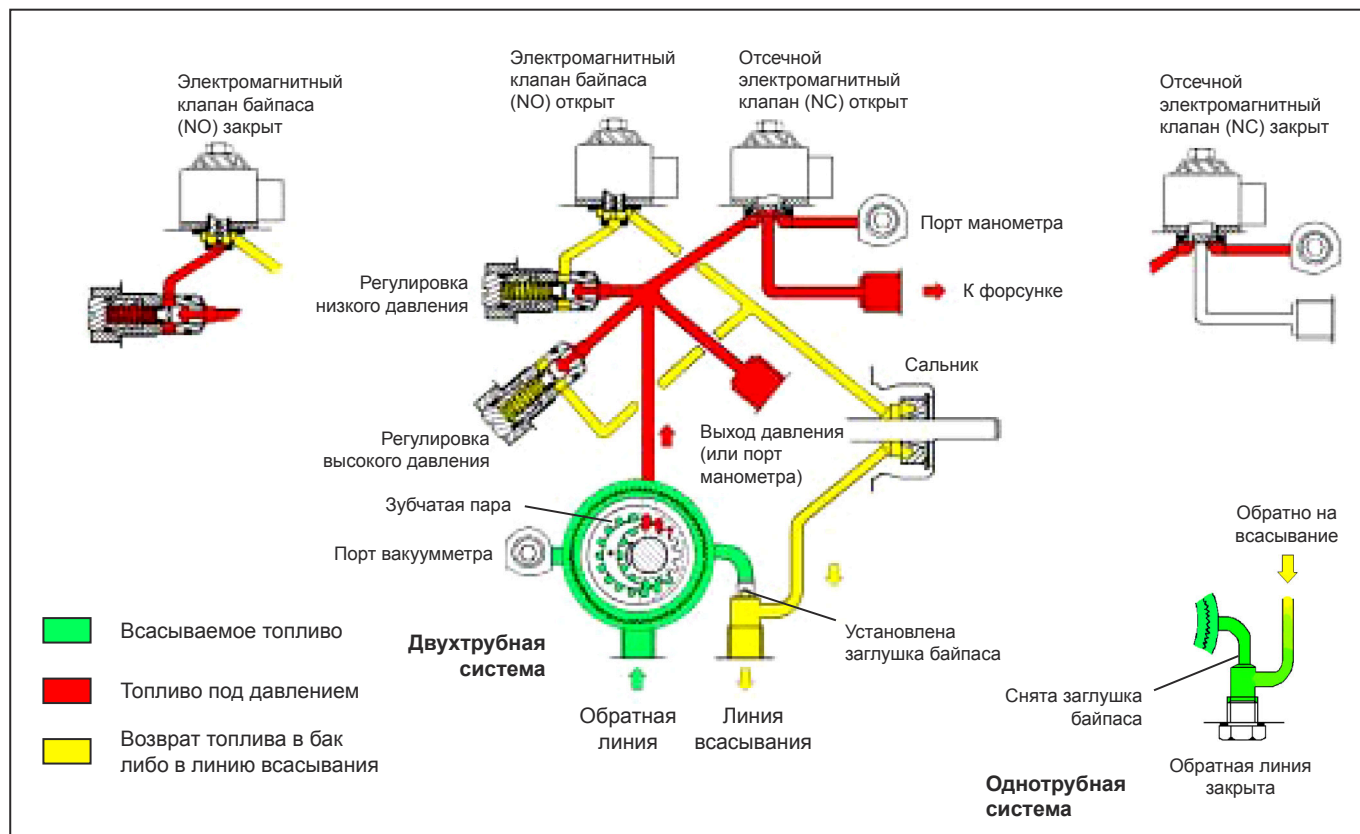 Электромагнитный
клапан байпаса
(NO) закрыт
Электромагнитный
клапан байпаса
(NO) открыт
Отсечной
электромагнитный
клапан (NC) открыт
Отсечной
электромагнитный
клапан (NC) закрыт
Порт манометра
Регулировка
низкого давления
К форсунке
Сальник
Регулировка
высокого давления
Выход давления
(или порт
манометра)
Зубчатая пара
Порт вакуумметра
Обратно на
всасывание
Всасываемое топливо
Топливо под давлением
Возврат топлива в бак
либо в линию всасывания
Двухтрубная
система
Установлена
заглушка байпаса
Обратная
линия
Линия
всасывания
Снята заглушка
байпаса
Обратная линия
закрыта
Однотрубная
система